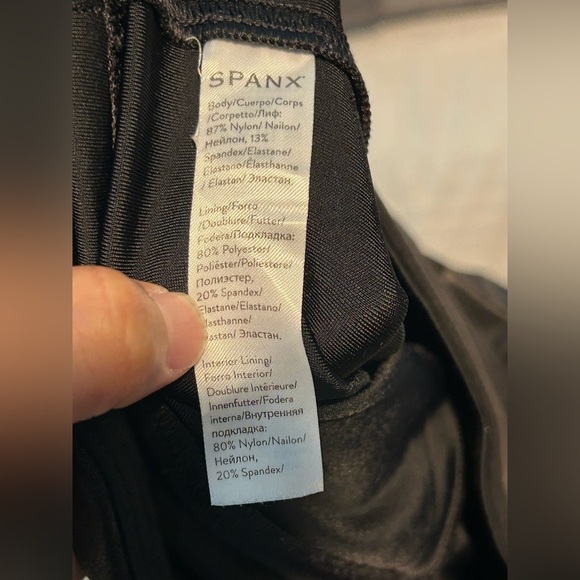 SPANX
Body/Cuerpo/Corps
/Corpetto/Лиф:
87% Nylon/ Nailon/
Нейлон, 13%
Spandex/Elastane/
Elastano/Élasthanne
/ Elastan/ Эластан.
Lining/Forro
/Doublure/Futter/
Fodera/Подкладка:
80% Polyester/
Poliéster/Poliestere/
Полиэстер,
20% Spandex/
Elastane/Elastano/
lasthanne/
astan/ Эластан.
Interior Lining/
Forro Interior/
Doublure Intérieure/
Innenfutter/Fodera
interna/Внутренняя
подкладка:
80% Nylon/Nailon/
Нейлон,
20% Spandex/